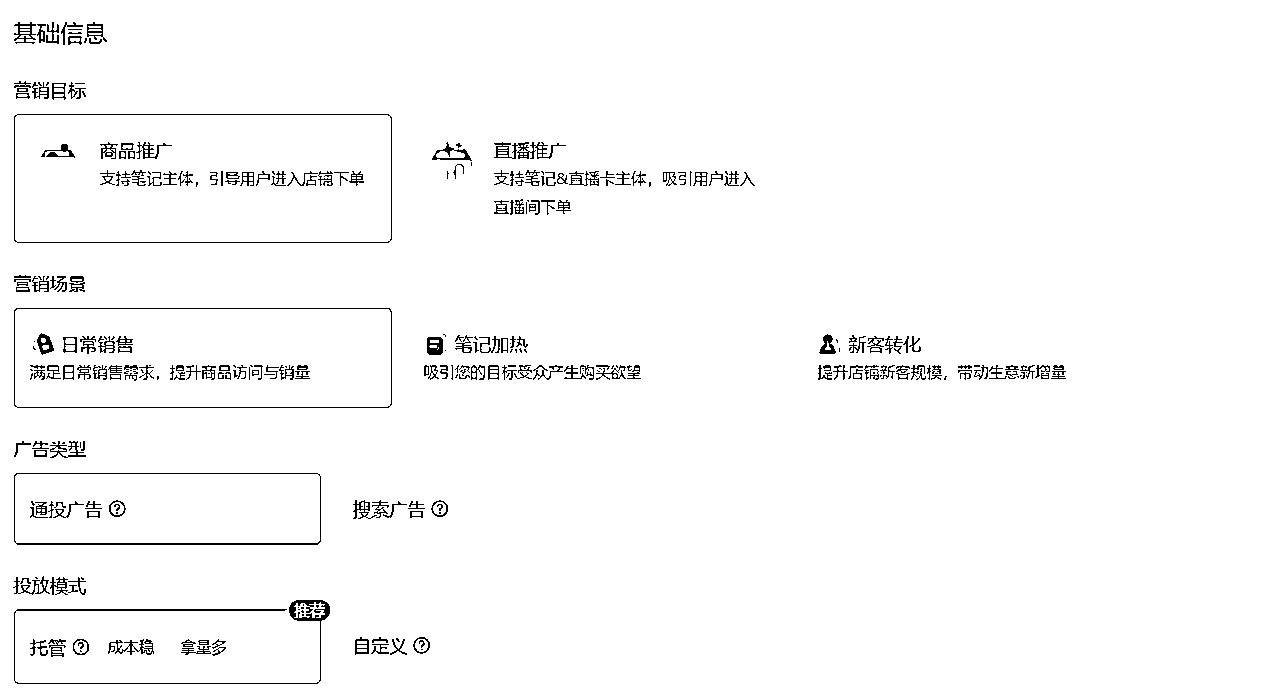 基础信息
营销目标
商品推广
支持笔记主体，引导用户进入店铺下单
直播推广
支持笔记&直播卡主体，吸引用户进入
直播间下单
营销场景
日常销售
满足日常销售需求，提升商品访问与销量
笔记加热
吸引您的目标受众产生购买欲望
新客转化
提升店铺新客规模，带动生意新增量
广告类型
通投广告
搜索广告
投放模式
推荐
托管 成本稳 拿量多
自定义